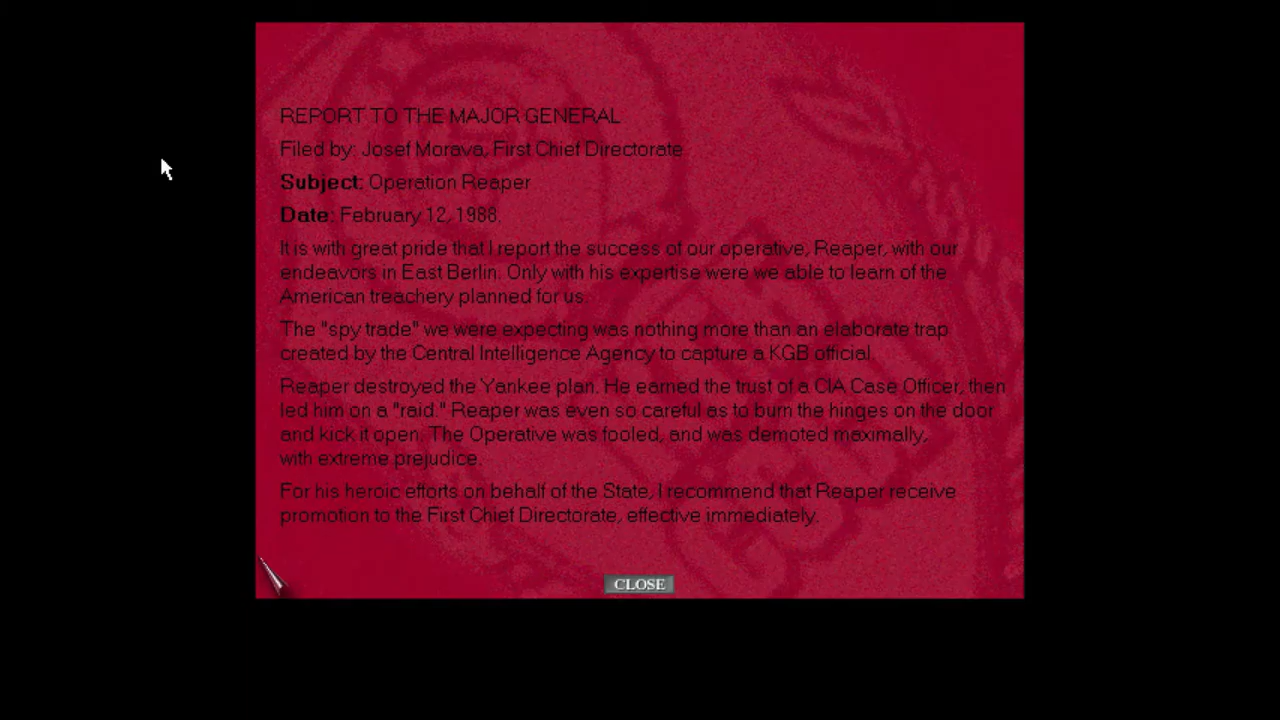 REPORT TO THE MAJOR GENERAL
Filed by: Josef Morava, First Chief Directorate
Subject: Operation Reaper
Date: February 12, 1988.
It is with great pride that I report the success of our operative, Reaper, with our
endeavors in East Berlin. Only with his expertise were we able to learn of the
American treachery planned for us.
The "spy trade" we were expecting was nothing more than an elaborate trap
created by the Central Intelligence Agency to capture a KGB official.
Reaper destroyed the Yankee plan. He earned the trust of a CIA Case Officer, then
led him on a "raid." Reaper was even so careful as to burn the hinges on the door
and kick it open. The Operative was fooled, and was demoted maximally,
with extreme prejudice.
For his heroic efforts on behalf of the State, I recommend that Reaper receive
promotion to the First Chief Directorate, effective immediately.
CLOSE